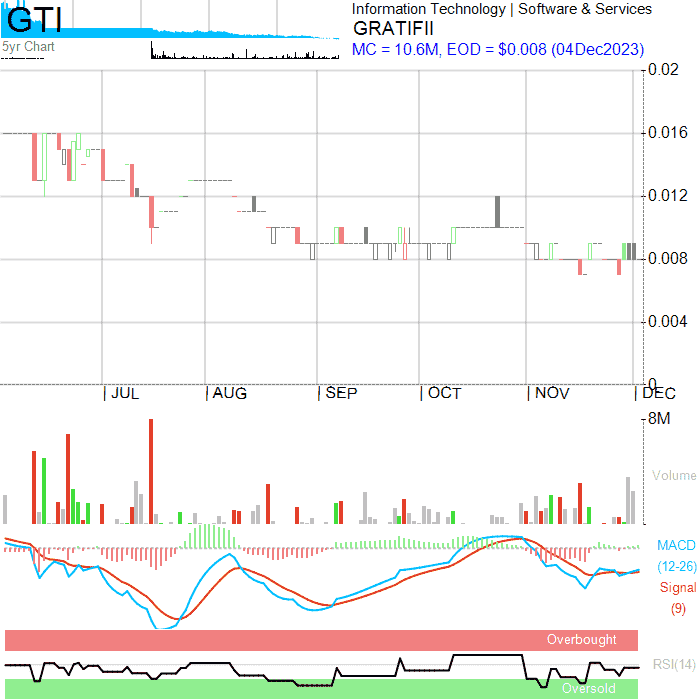 GTI
5yr Chart
Information Technology | Software & Services
GRATIFII
MC = 10.6M, EOD = $0.008 (04Dec2023)
0.02
0.016
0.012
0.008
0.004
0
| JUL | AUG | SEP | OCT | NOV | DEC
8M
Volume
MACD
(12-26)
Signal
(9)
Overbought
RSI(14)
Oversold